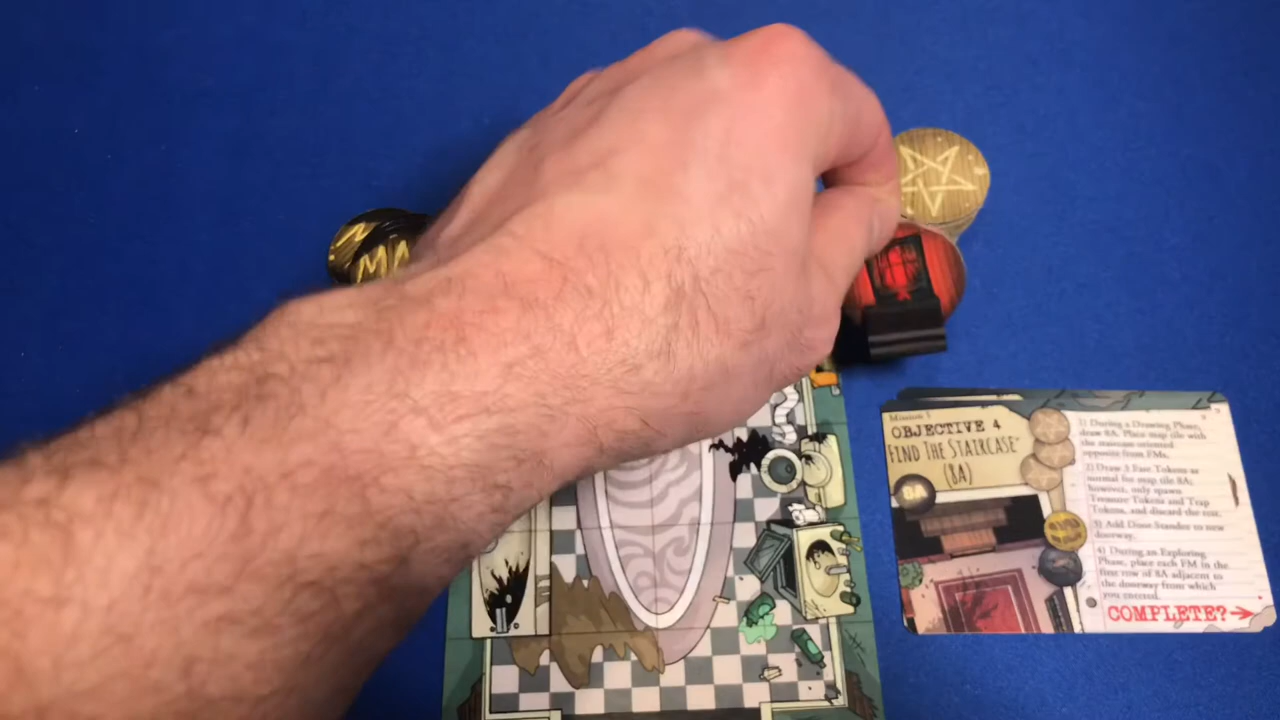 MA
Mission 5
OBJECTIVE 4
FIND THE STAIRCASE"
(8A)
8A
1) During a Drawing Phase,
draw 8A. Place map tile with
the staircase oriented
opposite from FMs.
2) Draw 3 Fate Tokens as
normal for map tile 8A;
however, only spawn
Treasure Tokens and Trap
Tokens, and discard the rest.
3) Add Door Standee to new
doorway.
4) During an Exploring
Phase, place each FM in the
first row of 8A adjacent to
the doorway from which
you entered.
COMPLETE?